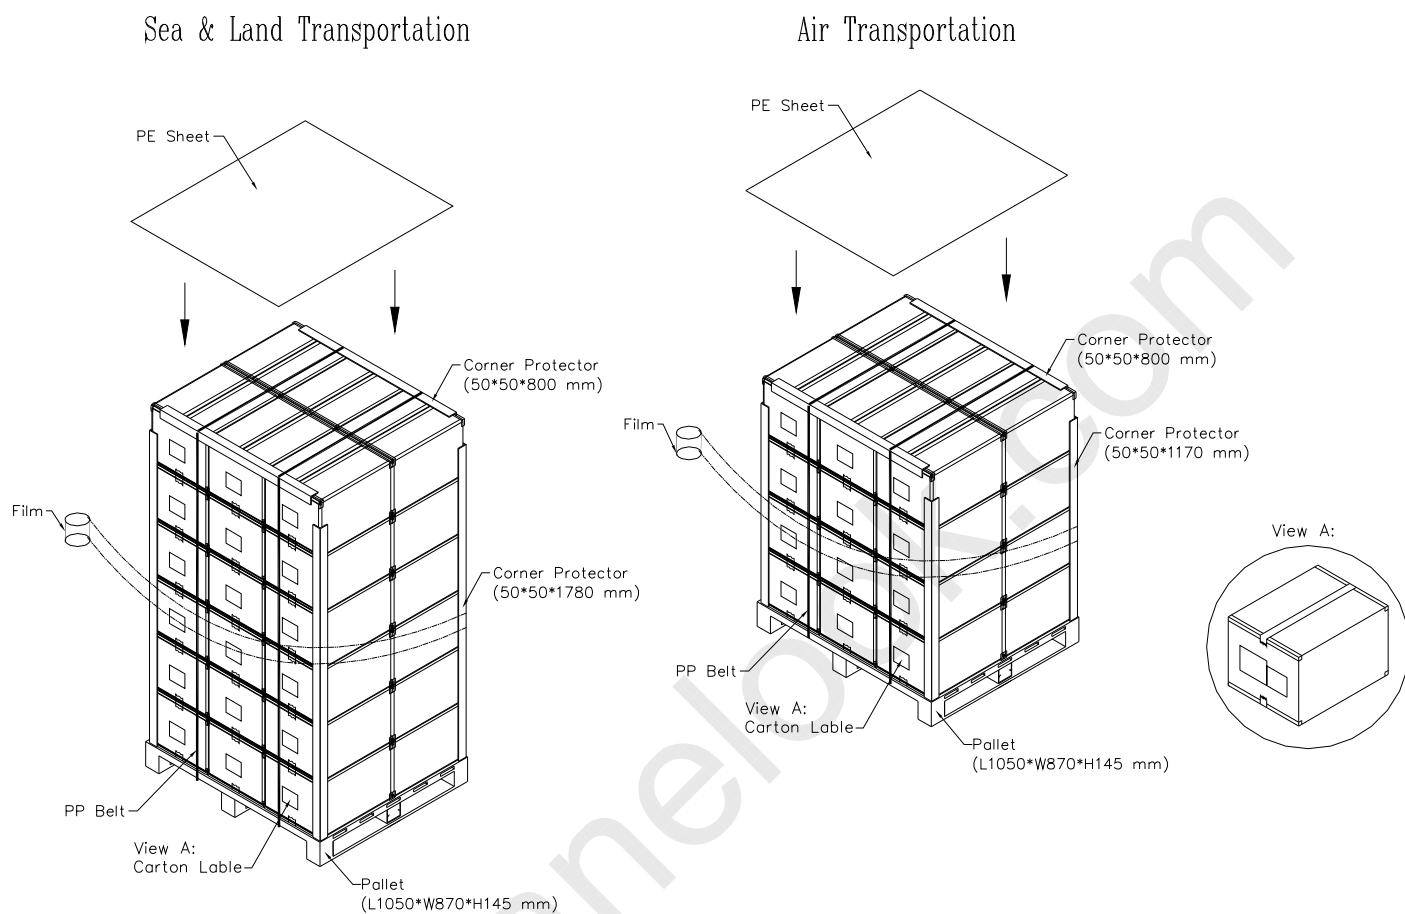 Sea & Land Transportation
PE Sheet
Corner Protector
(50*50*800 mm)
Film
Corner Protector
(50*50*1780 mm)
PP Belt
View A:
Carton Lable
Pallet
(L1050*W870*H145 mm)
Air Transportation
PE Sheet
Corner Protector
(50*50*800 mm)
Film
Corner Protector
(50*50*1170 mm)
PP Belt
View A:
Carton Lable
Pallet
(L1050*W870*H145 mm)
View A:
anelook.com